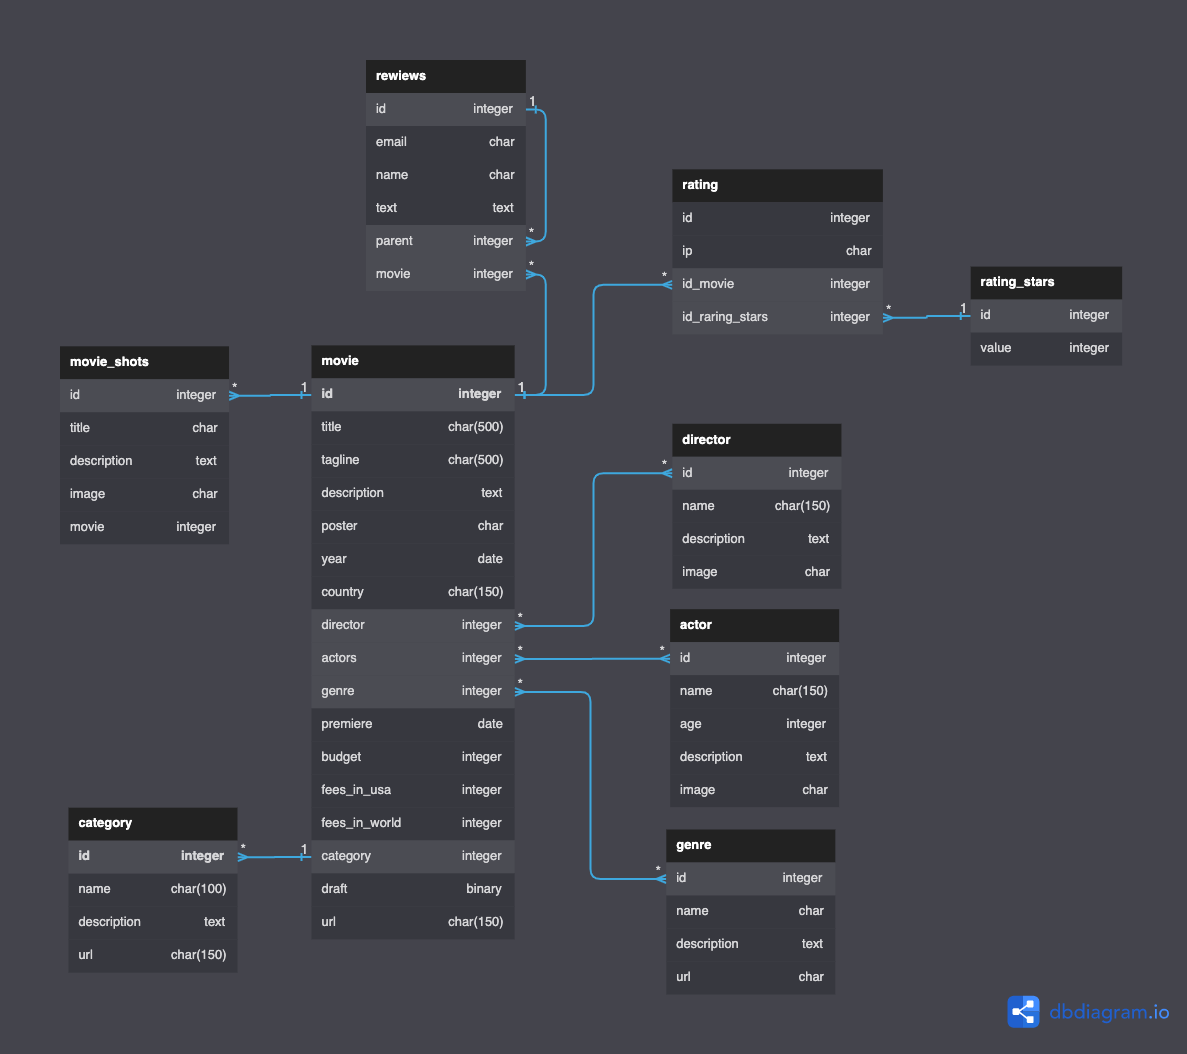 rewiews
id integer
email char
name char
text text
parent integer
movie integer
1
*
*
rating
id integer
ip char
id_movie integer
id_raring_stars integer
*
*
1
rating_stars
id integer
value integer
movie_shots
id integer
title char
description text
image char
movie integer
*
1
movie
id integer
title char(500)
tagline char(500)
description text
poster char
year date
country char(150)
director integer
actors integer
genre integer
premiere date
budget integer
fees_in_usa integer
fees_in_world integer
category integer
draft binary
url char(150)
1
*
*
*
director
id integer
name char(150)
description text
image char
*
actor
id integer
name char(150)
age integer
description text
image char
*
category
id integer
name char(100)
description text
url char(150)
*
1
genre
id integer
name char
description text
url char
*
dbdiagram.io